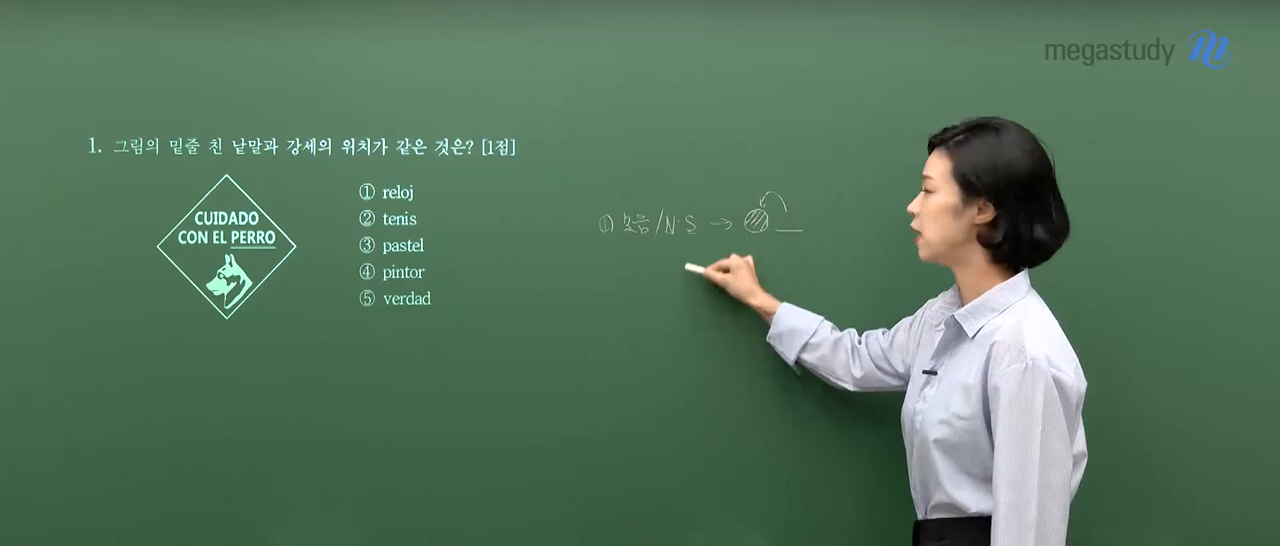 megastudy
1. 그림의 밑줄 친 낱말과 강세의 위치가 같은 것은? [1점]
CUIDADO
CON EL PERRO
① reloj
② tenis
③ pastel
④ pintor
⑤ verdad
① 모음/N·S →